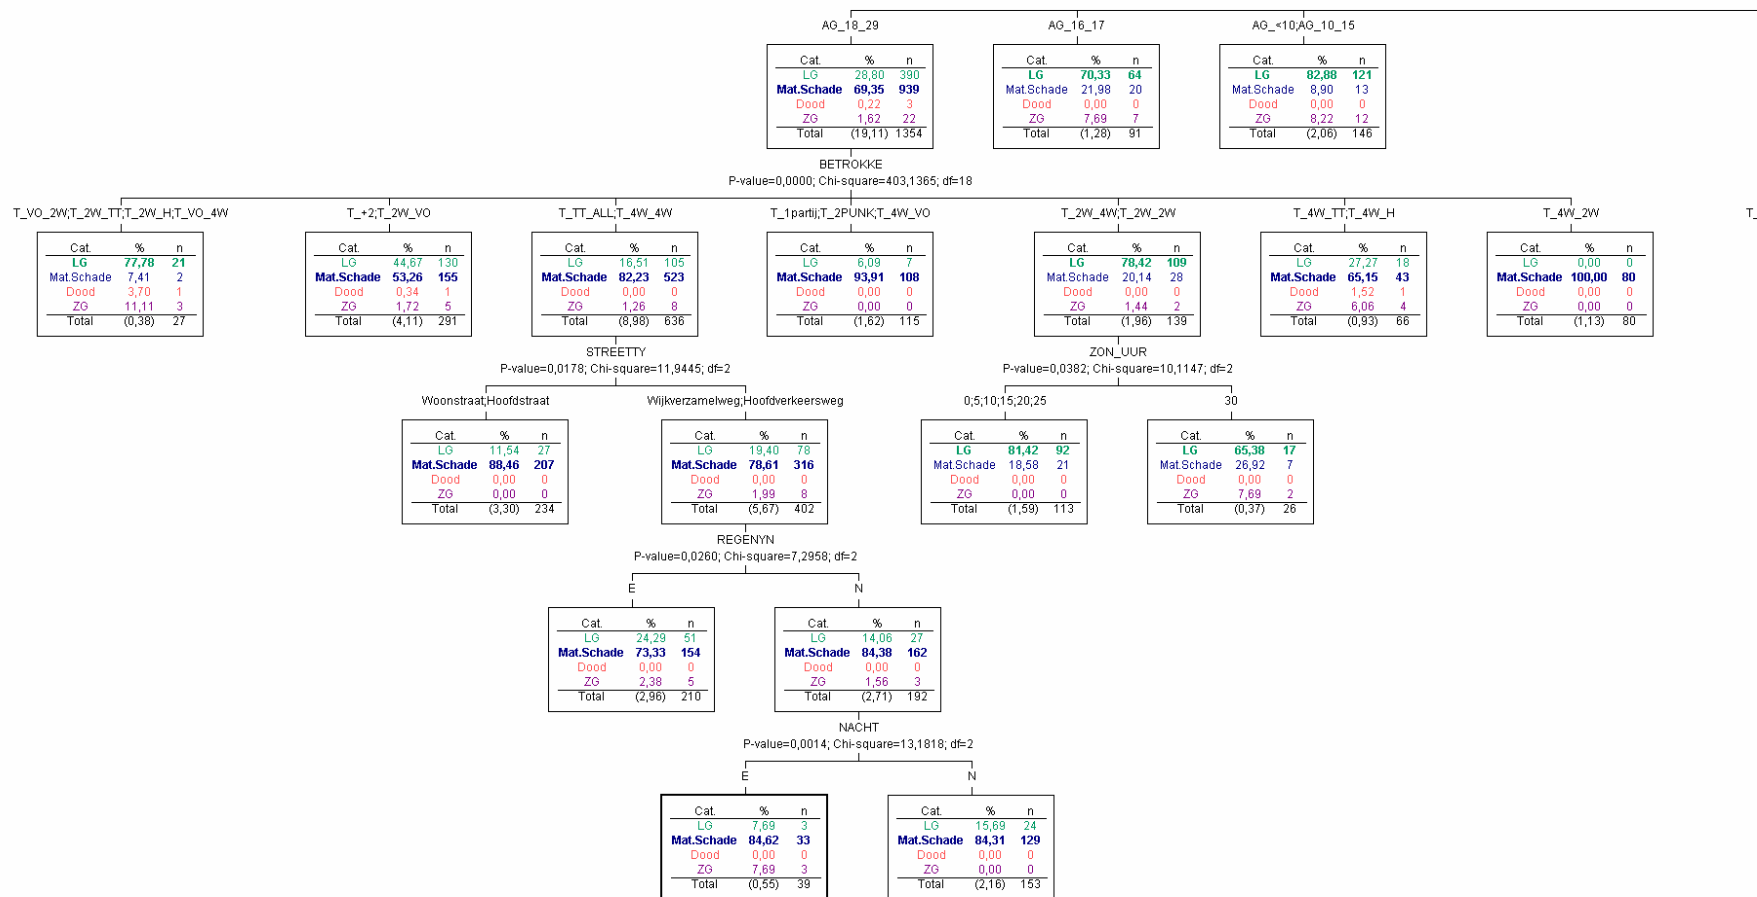 AG_18_29 AG_16_17 AG_<10;AG_10_15
Cat. % n Cat. % n Cat. % n
LG 28,80 390 LG 70,33 64 LG 82,88 121
Mat.Schade 69,35 939 Mat.Schade 21,98 20 Mat.Schade 8,90 13
Dood 0,22 3 Dood 0,00 0 Dood 0,00 0
ZG 1,62 22 ZG 7,69 7 ZG 8,22 12
Total (19,11) 1354 Total (1,28) 91 Total (2,06) 146
BETROKKE
P-value=0,0000; Chi-square=403,1365; df=18
T_VO_2W;T_2W_TT;T_2W_H;T_VO_4W T_+2;T_2W_VO T_TT_ALL;T_4W_4W T_1partij;T_2PUNK;T_4W_VO T_2W_4W;T_2W_2W T_4W_TT;T_4W_H T_4W_2W T_
Cat. % n Cat. % n Cat. % n Cat. % n Cat. % n Cat. % n Cat. % n
LG 77,78 21 LG 44,67 130 LG 16,51 105 LG 6,09 7 LG 78,42 109 LG 27,27 18 LG 0,00 0
Mat.Schade 7,41 2 Mat.Schade 53,26 155 Mat.Schade 82,23 523 Mat.Schade 93,91 108 Mat.Schade 20,14 28 Mat.Schade 65,15 43 Mat.Schade 100,00 80
Dood 3,70 1 Dood 0,34 1 Dood 0,00 0 Dood 0,00 0 Dood 0,00 0 Dood 1,52 1 Dood 0,00 0
ZG 11,11 3 ZG 1,72 5 ZG 1,26 8 ZG 0,00 0 ZG 1,44 2 ZG 6,06 4 ZG 0,00 0
Total (0,38) 27 Total (4,11) 291 Total (8,98) 636 Total (1,62) 115 Total (1,96) 139 Total (0,93) 66 Total (1,13) 80
STREETTY ZON_UUR
P-value=0,0178; Chi-square=11,9445; df=2 P-value=0,0382; Chi-square=10,1147; df=2
Woonstraat;Hoofdstraat Wijkverzamelweg;Hoofdverkeersweg 0;5;10;15;20;25 30
Cat. % n Cat. % n Cat. % n Cat. % n
LG 11,54 27 LG 19,40 78 LG 81,42 92 LG 65,38 17
Mat.Schade 88,46 207 Mat.Schade 78,61 316 Mat.Schade 18,58 21 Mat.Schade 26,92 7
Dood 0,00 0 Dood 0,00 0 Dood 0,00 0 Dood 0,00 0
ZG 0,00 0 ZG 1,99 8 ZG 0,00 0 ZG 7,69 2
Total (3,30) 234 Total (5,67) 402 Total (1,59) 113 Total (0,37) 26
REGENYN
P-value=0,0260; Chi-square=7,2958; df=2
E N
Cat. % n Cat. % n
LG 24,29 51 LG 14,06 27
Mat.Schade 73,33 154 Mat.Schade 84,38 162
Dood 0,00 0 Dood 0,00 0
ZG 2,38 5 ZG 1,56 3
Total (2,96) 210 Total (2,71) 192
NACHT
P-value=0,0014; Chi-square=13,1818; df=2
E N
Cat. % n Cat. % n
LG 7,69 3 LG 15,69 24
Mat.Schade 84,62 33 Mat.Schade 84,31 129
Dood 0,00 0 Dood 0,00 0
ZG 7,69 3 ZG 0,00 0
Total (0,55) 39 Total (2,16) 153